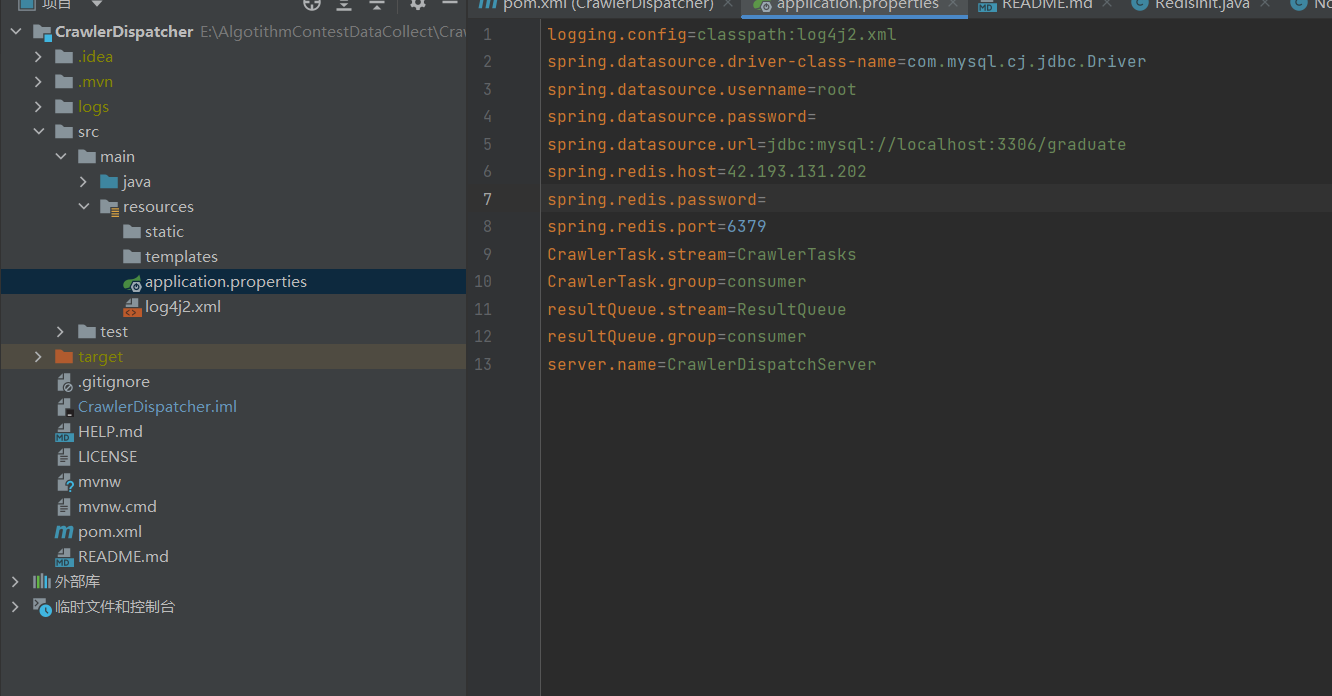 项目
CrawlerDispatcher E:\AlgotithmContestDataCollect\Crav
.idea
.mvn
logs
src
main
java
resources
static
templates
application.properties
log4j2.xml
test
target
.gitignore
CrawlerDispatcher.iml
HELP.md
LICENSE
mvnw
mvnw.cmd
pom.xml
README.md
外部库
临时文件和控制台
pom.xml (CrawlerDispatcher) application.properties README.md RedisInit.java No
1 logging.config=classpath:log4j2.xml
2 spring.datasource.driver-class-name=com.mysql.cj.jdbc.Driver
3 spring.datasource.username=root
4 spring.datasource.password=
5 spring.datasource.url=jdbc:mysql://localhost:3306/graduate
6 spring.redis.host=42.193.131.202
7 spring.redis.password=
8 spring.redis.port=6379
9 CrawlerTask.stream=CrawlerTasks
10 CrawlerTask.group=consumer
11 resultQueue.stream=ResultQueue
12 resultQueue.group=consumer
13 server.name=CrawlerDispatchServer